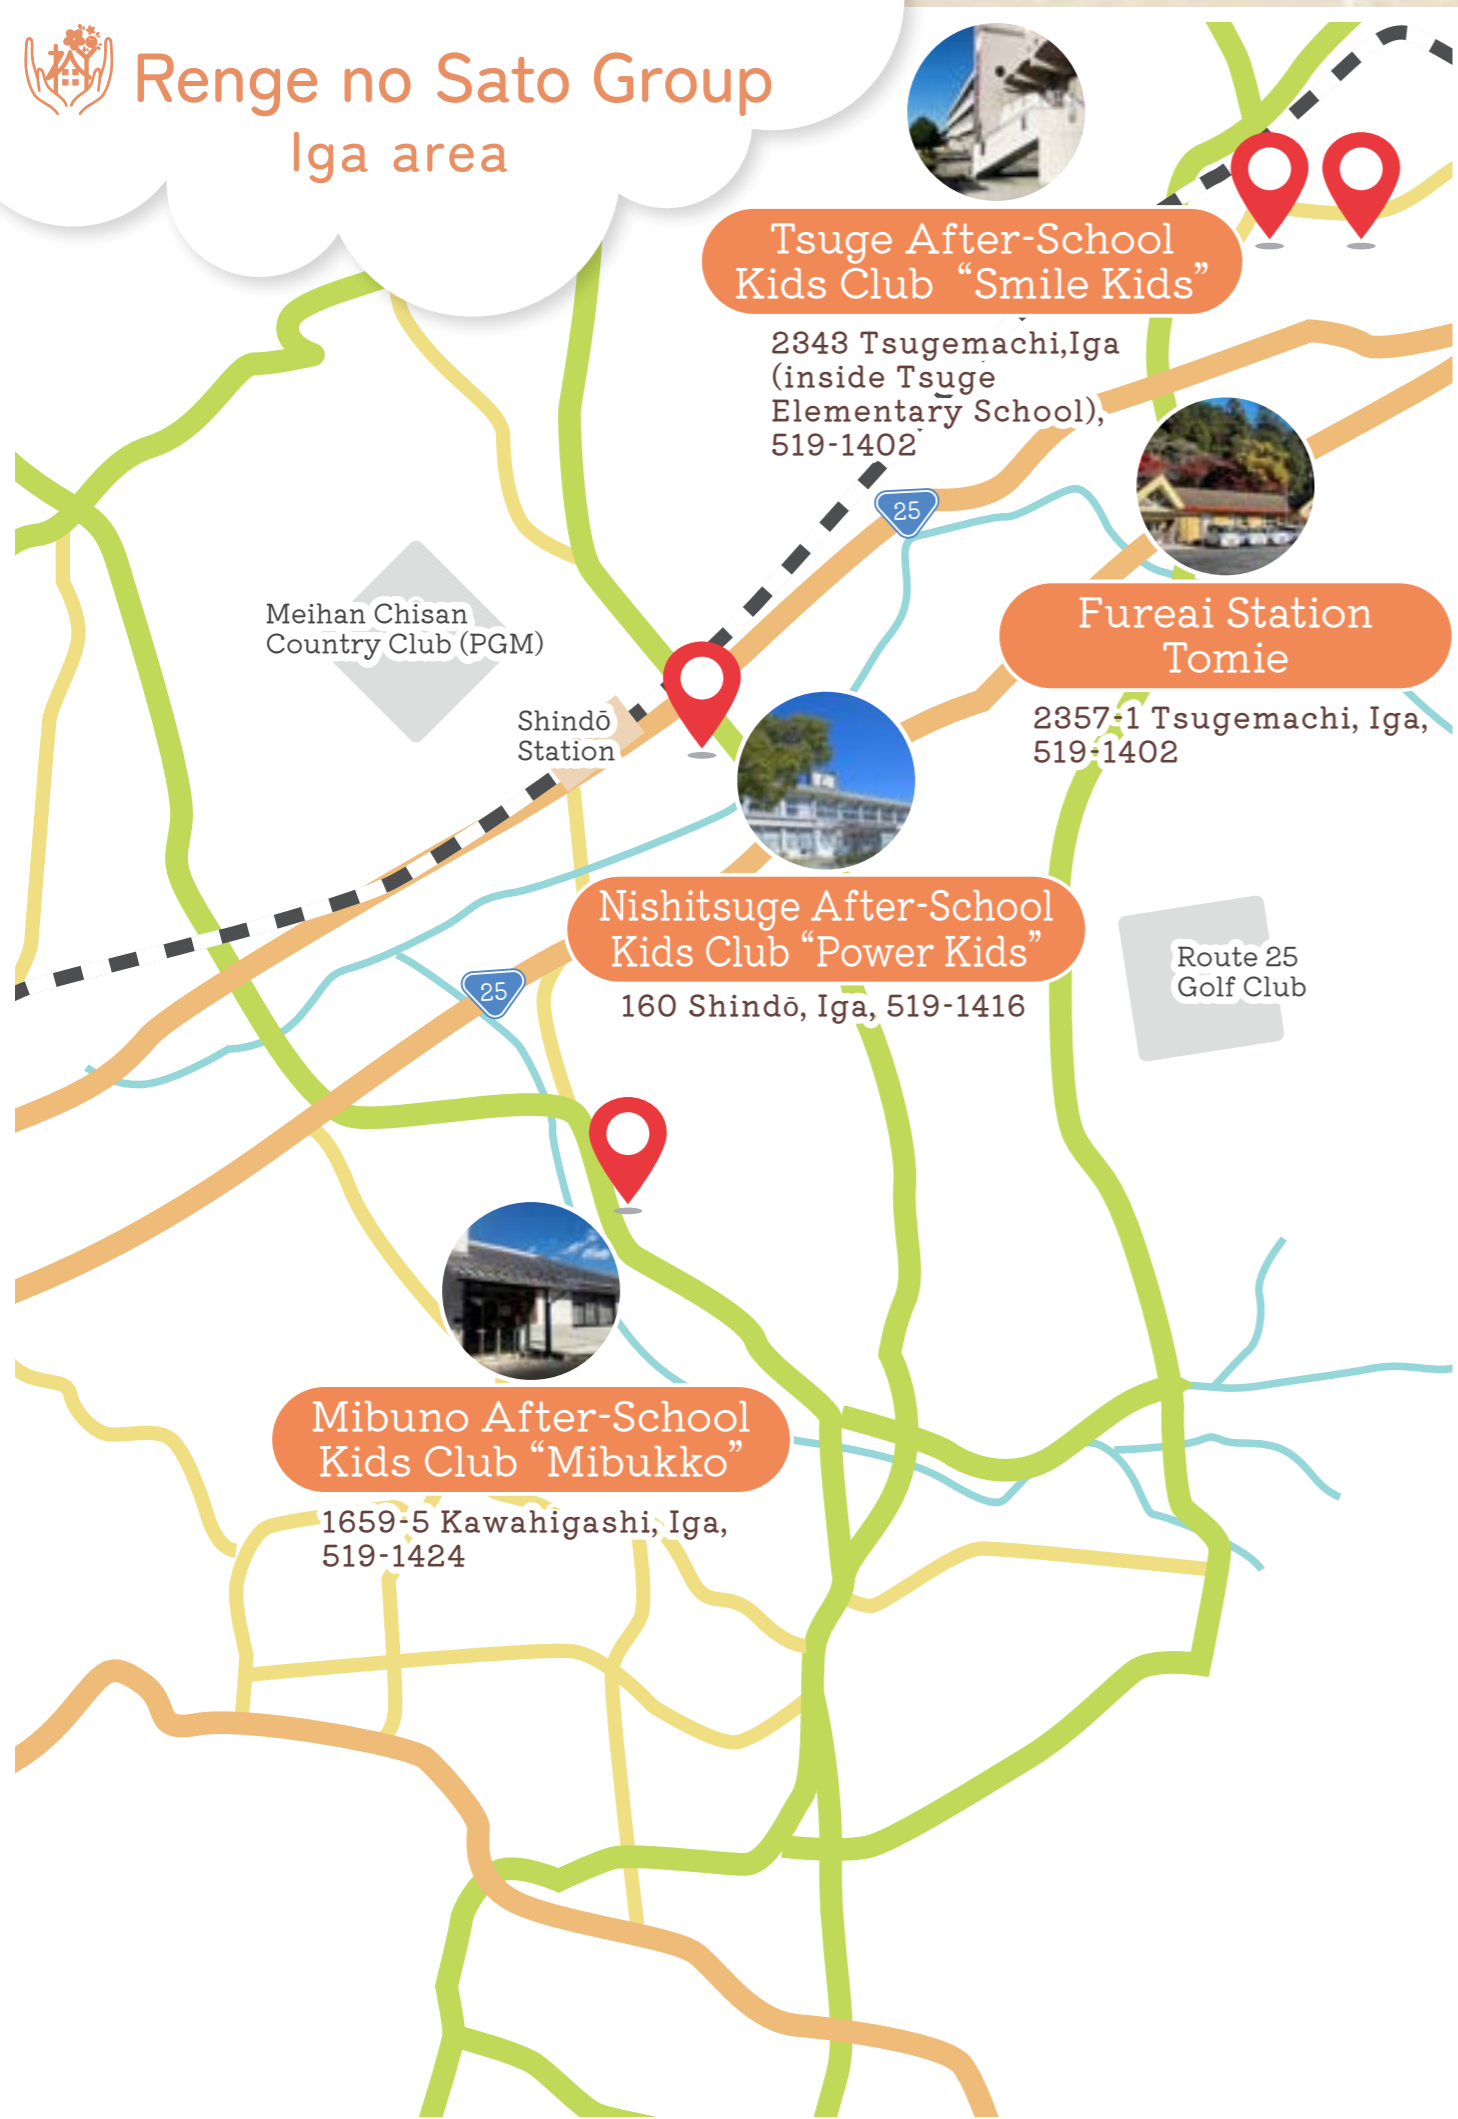 Renge no Sato Group
Iga area
Tsuge After-School
Kids Club “Smile Kids”
2343 Tsugemachi,Iga
(inside Tsuge
Elementary School),
519-1402
25
Fureai Station
Tomie
2357-1 Tsugemachi, Iga,
519-1402
Meihan Chisan
Country Club (PGM)
Shindō
Station
Nishitsuge After-School
Kids Club “Power Kids”
160 Shindō, Iga, 519-1416
25
Route 25
Golf Club
Mibuno After-School
Kids Club “Mibukko”
1659-5 Kawahigashi, Iga,
519-1424